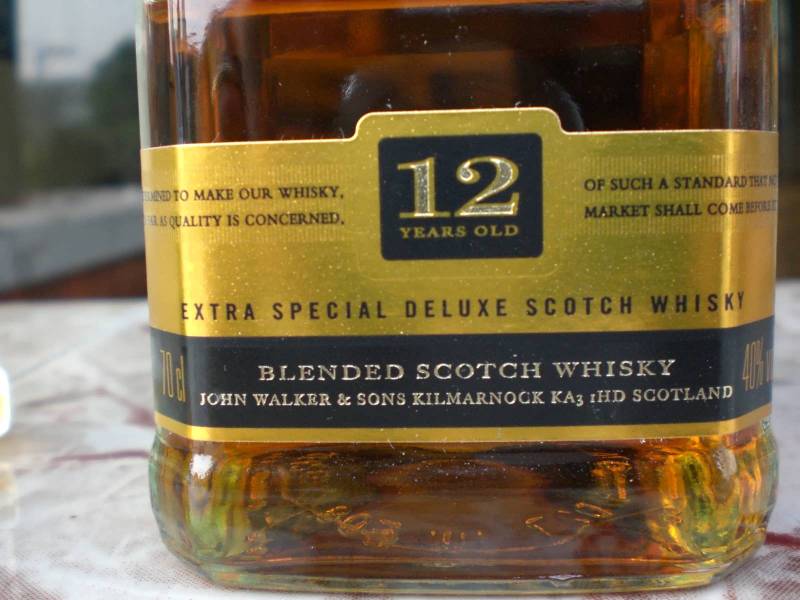 TO MAKE OUR WHISKY,
AS QUALITY IS CONCERNED,
12
YEARS OLD
OF SUCH A STANDARD THAT
MARKET SHALL COME BEFORE
EXTRA SPECIAL DELUXE SCOTCH WHISKY
70 cl
BLENDED SCOTCH WHISKY
40%
JOHN WALKER & SONS KILMARNOCK KA3 1HD SCOTLAND